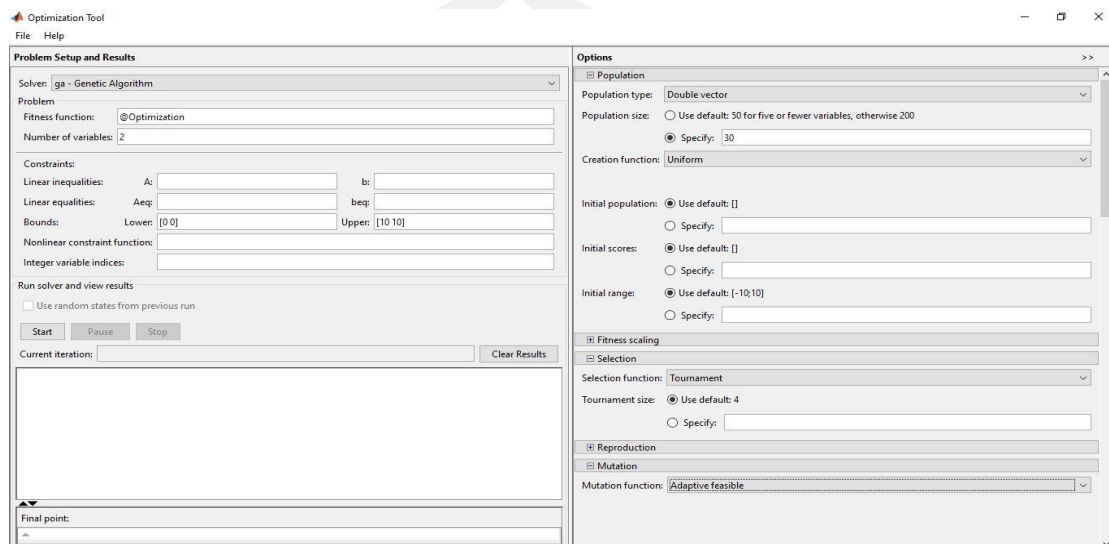 Optimization Tool
File Help
Problem Setup and Results
Solver: ga - Genetic Algorithm
Problem
Fitness function: @Optimization
Number of variables: 2
Constraints:
Linear inequalities: A: b:
Linear equalities: Aeq: beq:
Bounds: Lower: [0 0] Upper: [10 10]
Nonlinear constraint function:
Integer variable indices:
Run solver and view results
Use random states from previous run
Start Pause Stop
Current iteration: Clear Results
Final point:
Options >>
Population
Population type: Double vector
Population size: Use default: 50 for five or fewer variables, otherwise 200
Specify: 30
Creation function: Uniform
Initial population: Use default: []
Specify:
Initial scores: Use default: []
Specify:
Initial range: Use default: [-10;10]
Specify:
Fitness scaling
Selection
Selection function: Tournament
Tournament size: Use default: 4
Specify:
Reproduction
Mutation
Mutation function: Adaptive feasible